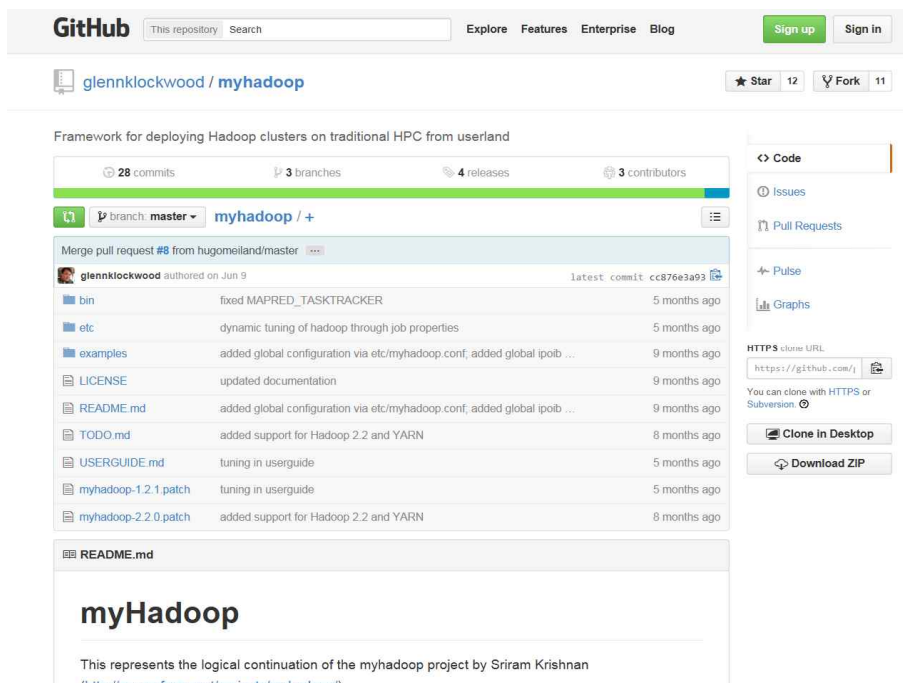 GitHub This repository Search Explore Features Enterprise Blog Sign up Sign in
glennklockwood / myhadoop Star 12 Fork 11
Framework for deploying Hadoop clusters on traditional HPC from userland
28 commits 3 branches 4 releases 3 contributors
branch: master myhadoop / +
Merge pull request #8 from hugomeiland/master ...
glennklockwood authored on Jun 9 latest commit cc876e3a93
bin fixed MAPRED_TASKTRACKER 5 months ago
etc dynamic tuning of hadoop through job properties 5 months ago
examples added global configuration via etc/myhadoop.conf; added global ipoib ... 9 months ago
LICENSE updated documentation 9 months ago
README.md added global configuration via etc/myhadoop.conf; added global ipoib ... 9 months ago
TODO.md added support for Hadoop 2.2 and YARN 8 months ago
USERGUIDE.md tuning in userguide 5 months ago
myhadoop-1.2.1.patch tuning in userguide 5 months ago
myhadoop-2.2.0.patch added support for Hadoop 2.2 and YARN 8 months ago
README.md
myHadoop
This represents the logical continuation of the myhadoop project by Sriram Krishnan
<> Code
Issues
Pull Requests
Pulse
Graphs
HTTPS clone URL
https://github.com/
You can clone with HTTPS or
Subversion.
Clone in Desktop
Download ZIP